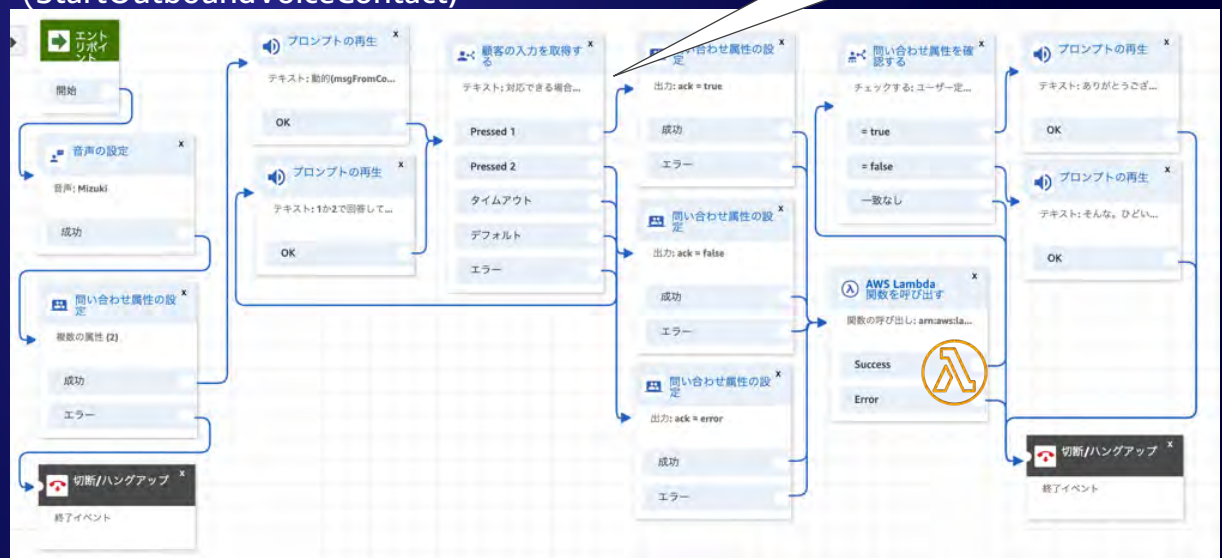 (StartOutboundVoiceContact)
エント
リポイ
ント
開始
音声の設定 x
音声: Mizuki
成功
問い合わせ属性の設 x
定
複数の属性 (2)
成功
エラー
切断/ハングアップ x
終了イベント
プロンプトの再生 x
テキスト: 動的(msgFromCo...
OK
プロンプトの再生 x
テキスト: 1か2で回答して...
OK
顧客の入力を取得す x
る
テキスト: 対応できる場合...
Pressed 1
Pressed 2
タイムアウト
デフォルト
エラー
問い合わせ属性の設 x
定
出力: ack = true
成功
エラー
問い合わせ属性の設 x
定
出力: ack = false
成功
エラー
問い合わせ属性の設 x
定
出力: ack = error
成功
エラー
問い合わせ属性を確 x
認する
チェックする: ユーザー定...
= true
= false
一致なし
AWS Lambda x
関数を呼び出す
関数の呼び出し: arn:aws:la...
Success
Error
プロンプトの再生 x
テキスト: ありがとうござ...
OK
プロンプトの再生 x
テキスト: そんな。ひどい...
OK
切断/ハングアップ x
終了イベント